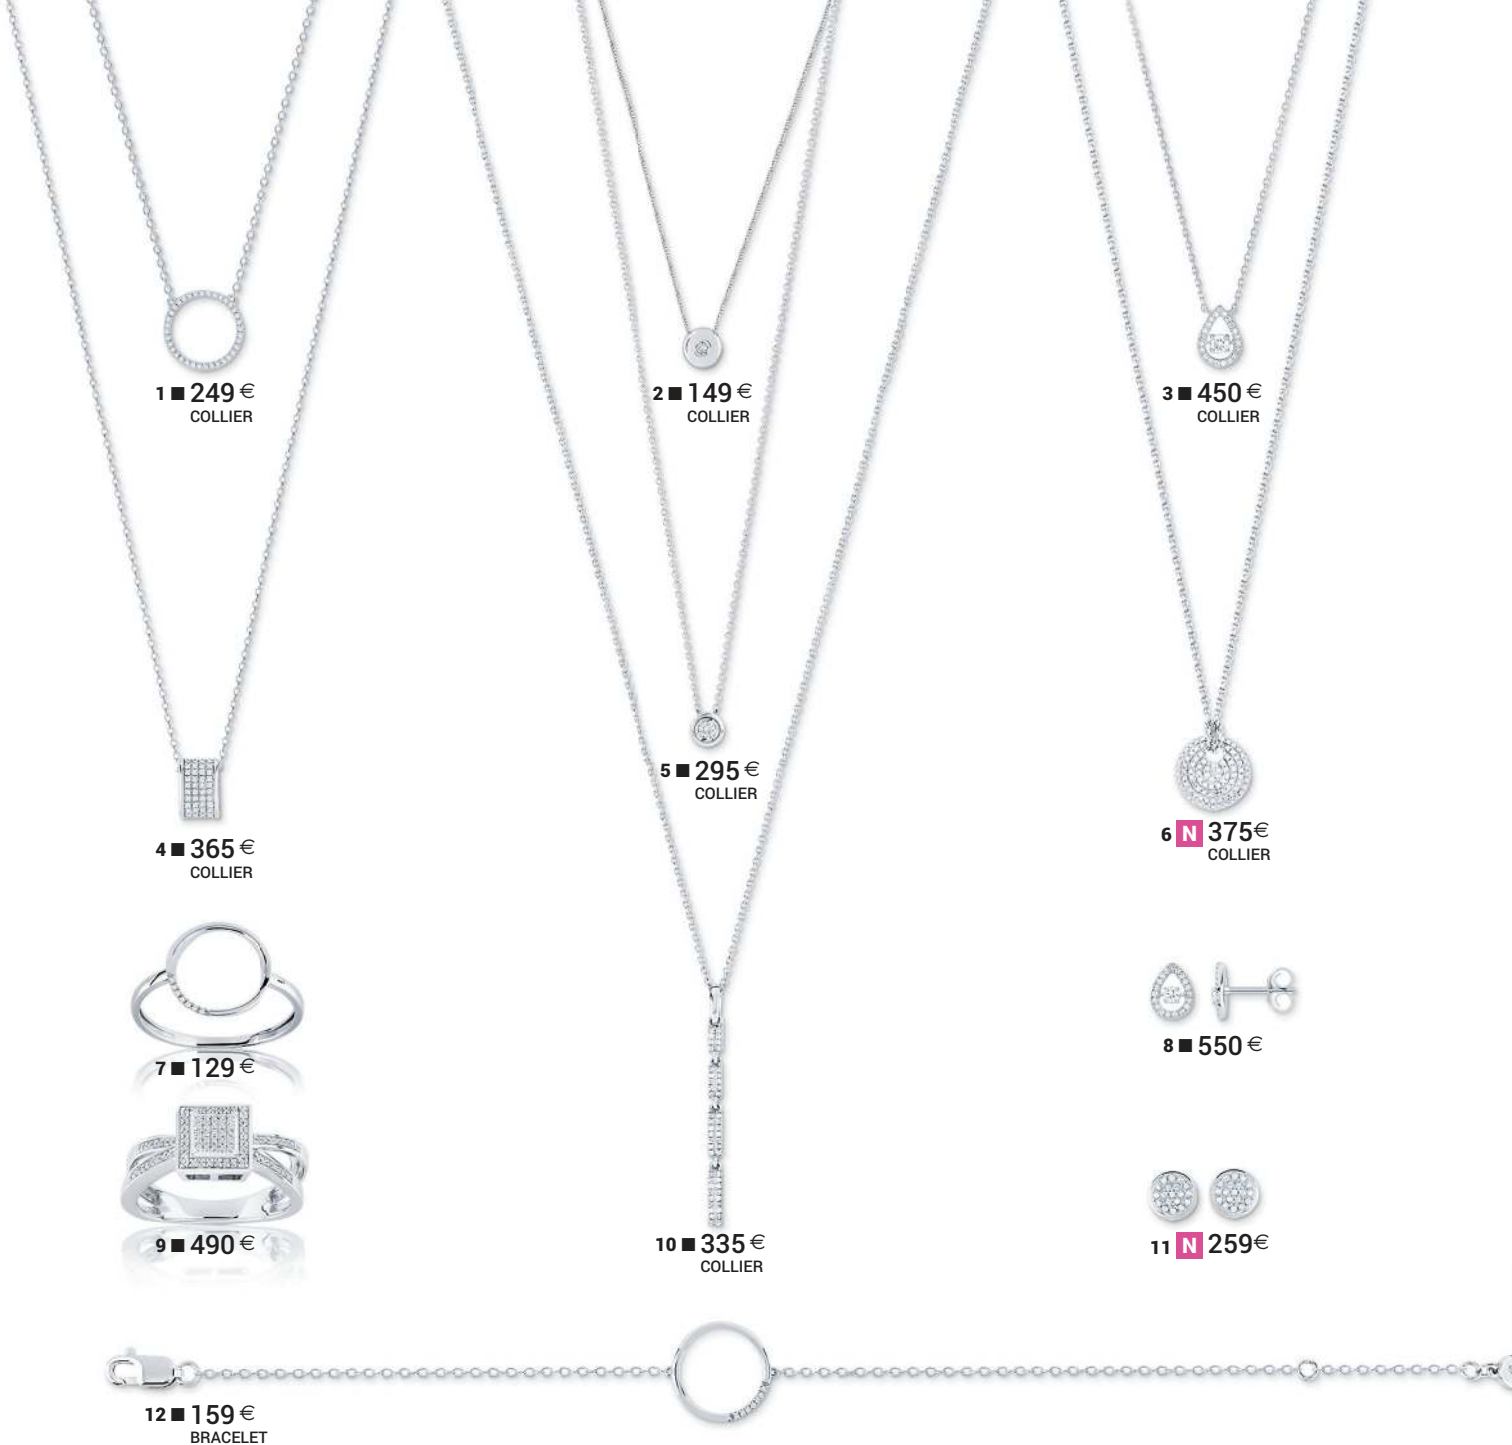 1 ■ 249 €
COLLIER
2 ■ 149 €
COLLIER
3 ■ 450 €
COLLIER
4 ■ 365 €
COLLIER
5 ■ 295 €
COLLIER
6 N 375€
COLLIER
7 ■ 129 €
8 ■ 550 €
9 ■ 490 €
10 ■ 335 €
COLLIER
11 N 259€
12 ■ 159 €
BRACELET